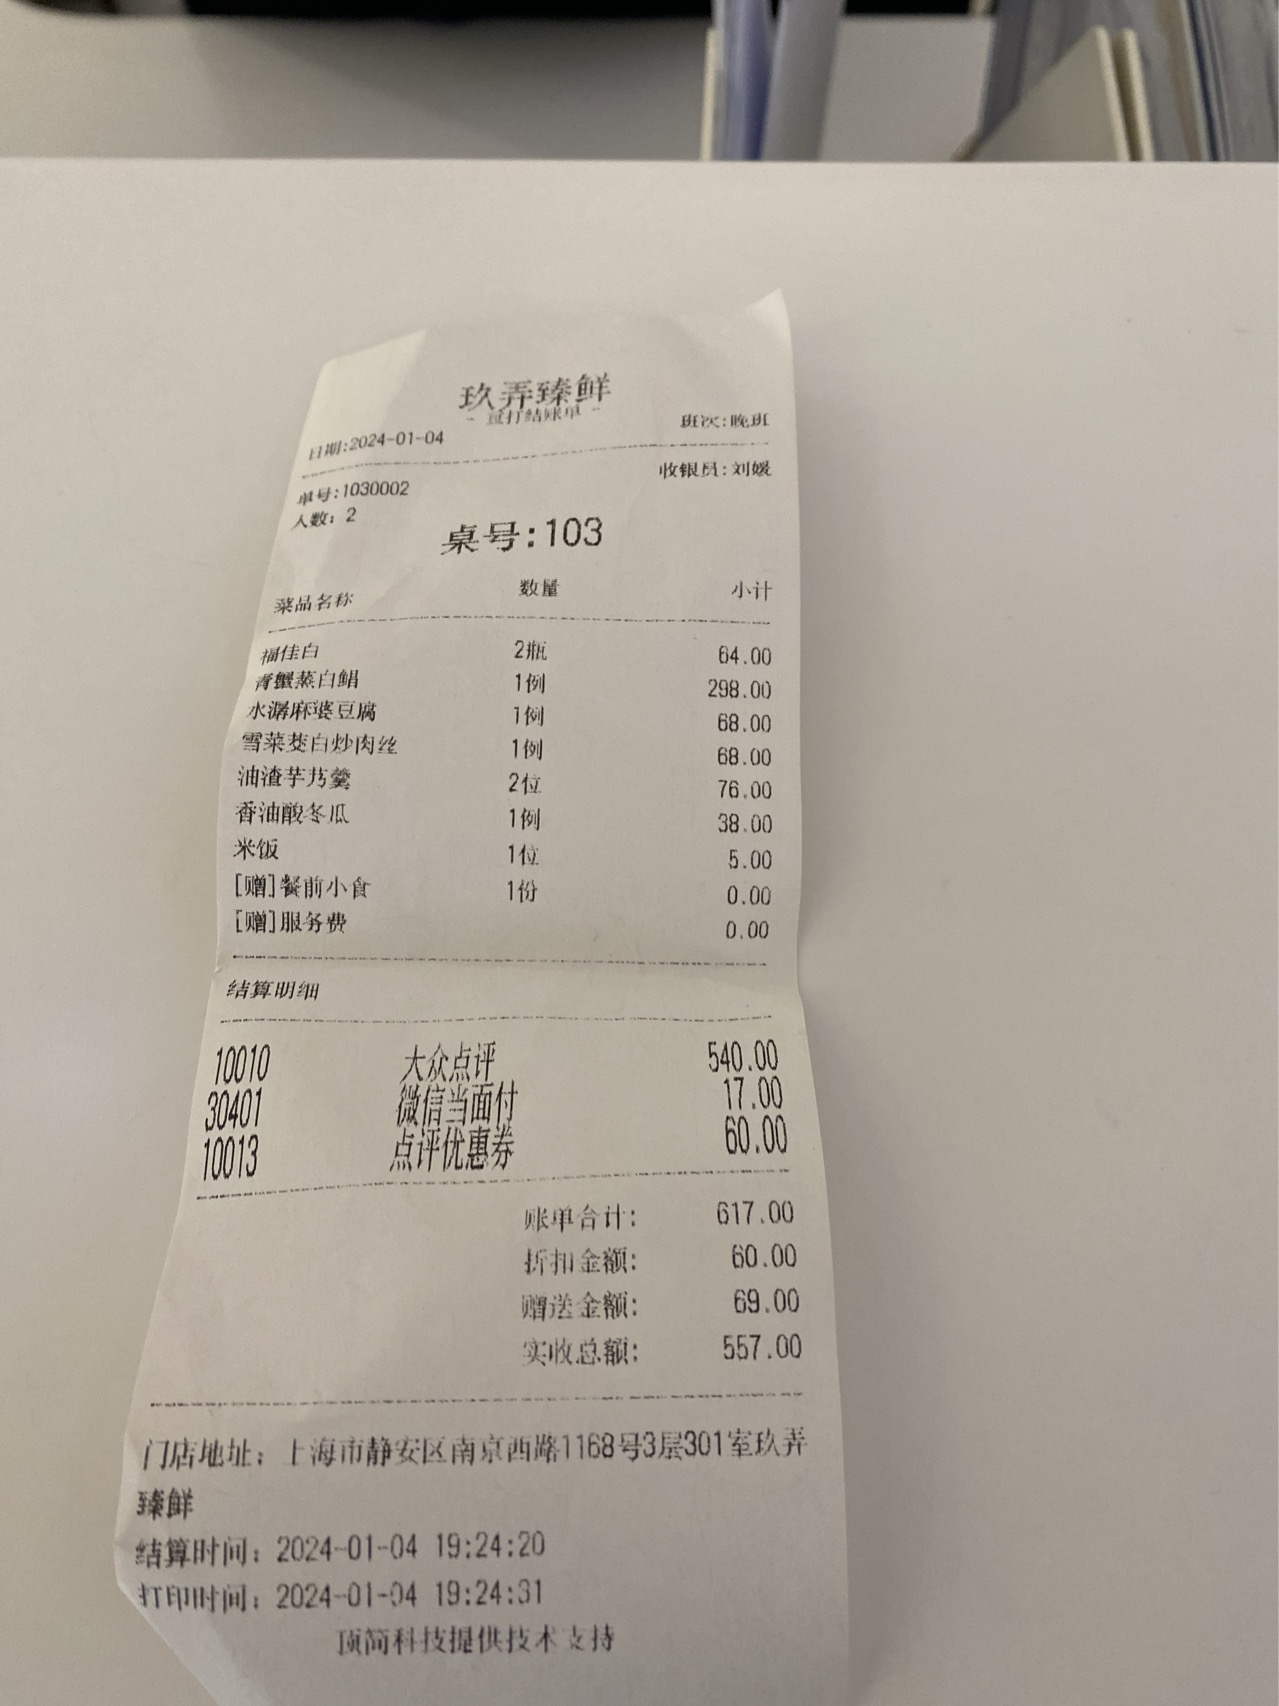 玖弄臻鲜
- 重打结账单 -
日期:2024-01-04 班次:晚班
单号:1030002 收银员:刘媛
人数: 2
桌号:103
菜品名称 数量 小计
福佳白 2瓶 64.00
青蟹蒸白鲳 1例 298.00
水潺麻婆豆腐 1例 68.00
雪菜茭白炒肉丝 1例 68.00
油渣芋艿羹 2位 76.00
香油酸冬瓜 1例 38.00
米饭 1位 5.00
[赠]餐前小食 1份 0.00
[赠]服务费 0.00
结算明细
10010 大众点评 540.00
30401 微信当面付 17.00
10013 点评优惠券 60.00
账单合计: 617.00
折扣金额: 60.00
赠送金额: 69.00
实收总额: 557.00
门店地址: 上海市静安区南京西路1168号3层301室玖弄
臻鲜
结算时间: 2024-01-04 19:24:20
打印时间: 2024-01-04 19:24:31
顶简科技提供技术支持